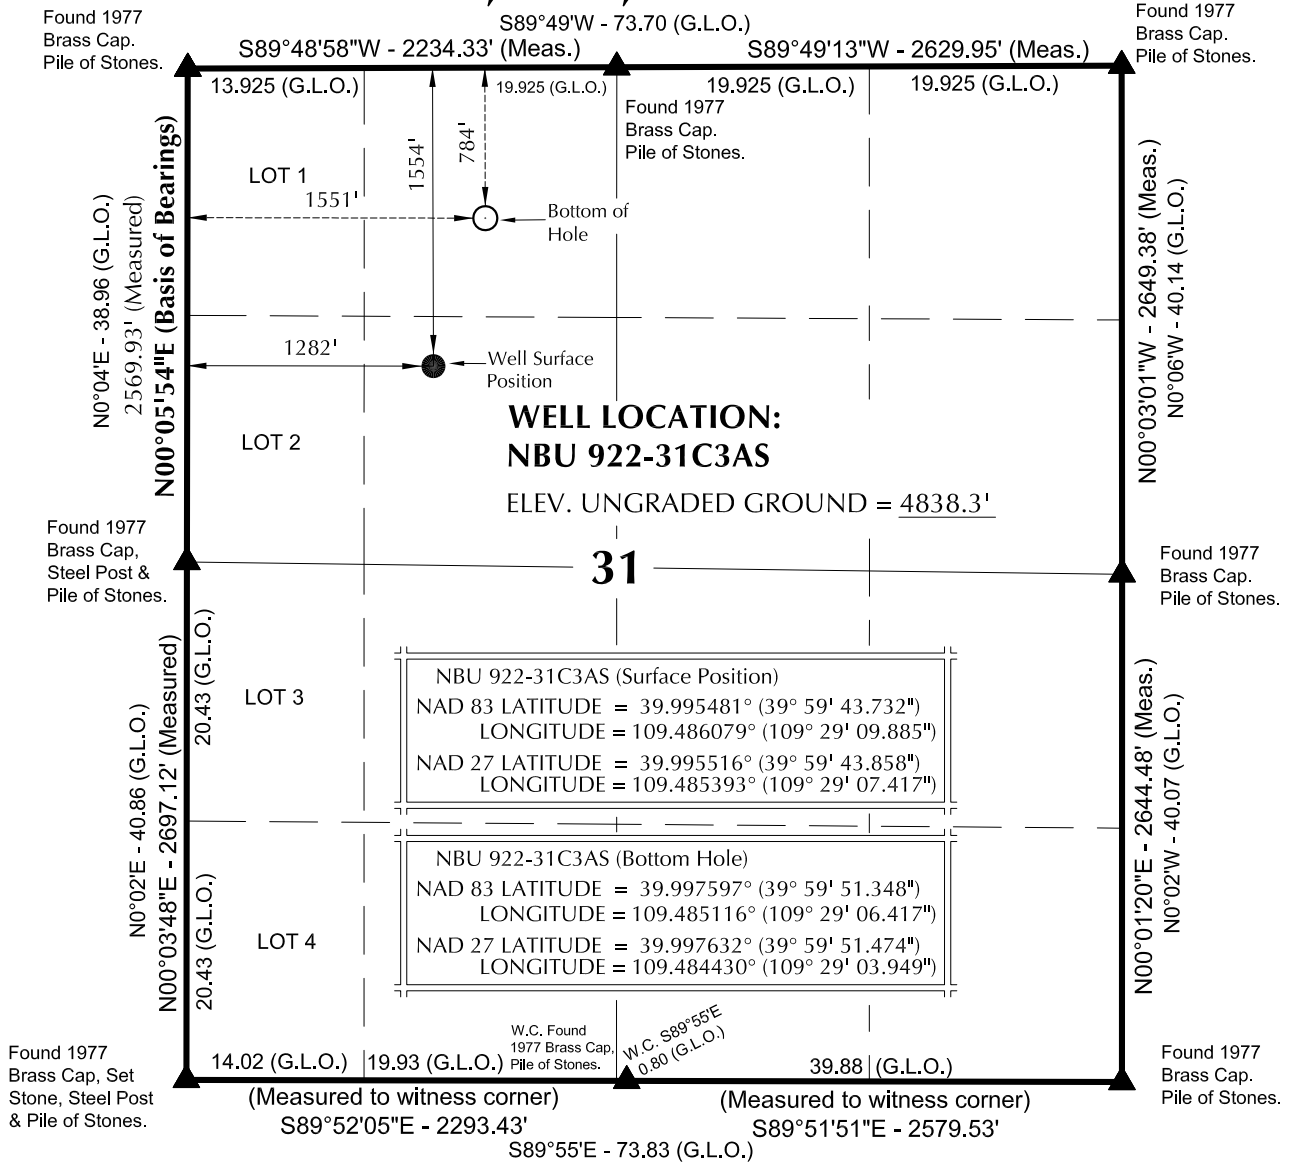 S89°49'W - 73.70 (G.L.O.)
Found 1977
Brass Cap.
Pile of Stones.
S89°48'58"W - 2234.33' (Meas.)
S89°49'13"W - 2629.95' (Meas.)
Found 1977
Brass Cap.
Pile of Stones.
13.925 (G.L.O.)
19.925 (G.L.O.)
19.925 (G.L.O.)
19.925 (G.L.O.)
Found 1977
Brass Cap.
Pile of Stones.
1554'
784'
LOT 1
1551'
Bottom of
Hole
N0°04'E - 38.96 (G.L.O.)
2569.93' (Measured)
N00°05'54"E (Basis of Bearings)
N00°03'01"W - 2649.38' (Meas.)
N0°06'W - 40.14 (G.L.O.)
1282'
Well Surface
Position
WELL LOCATION:
NBU 922-31C3AS
ELEV. UNGRADED GROUND = 4838.3'
LOT 2
Found 1977
Brass Cap,
Steel Post &
Pile of Stones.
31
Found 1977
Brass Cap.
Pile of Stones.
LOT 3
20.43 (G.L.O.)
NBU 922-31C3AS (Surface Position)
NAD 83 LATITUDE = 39.995481° (39° 59' 43.732")
LONGITUDE = 109.486079° (109° 29' 09.885")
NAD 27 LATITUDE = 39.995516° (39° 59' 43.858")
LONGITUDE = 109.485393° (109° 29' 07.417")
N0°02'E - 40.86 (G.L.O.)
N00°03'48"E - 2697.12' (Measured)
N00°01'20"E - 2644.48' (Meas.)
N0°02'W - 40.07 (G.L.O.)
NBU 922-31C3AS (Bottom Hole)
NAD 83 LATITUDE = 39.997597° (39° 59' 51.348")
LONGITUDE = 109.485116° (109° 29' 06.417")
NAD 27 LATITUDE = 39.997632° (39° 59' 51.474")
LONGITUDE = 109.484430° (109° 29' 03.949")
LOT 4
20.43 (G.L.O.)
Found 1977
Brass Cap, Set
Stone, Steel Post
& Pile of Stones.
14.02 (G.L.O.)
19.93 (G.L.O.)
W.C. Found
1977 Brass Cap,
Pile of Stones.
W.C. S89°55'E
0.80 (G.L.O.)
39.88 (G.L.O.)
Found 1977
Brass Cap.
Pile of Stones.
(Measured to witness corner)
S89°52'05"E - 2293.43'
(Measured to witness corner)
S89°51'51"E - 2579.53'
S89°55'E - 73.83 (G.L.O.)